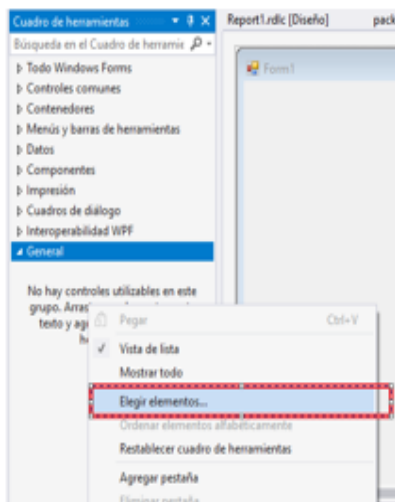 Cuadro de herramientas
Report1.rdlc [Diseño]
pack
Búsqueda en el Cuadro de herramie
Form1
Todo Windows Forms
Controles comunes
Contenedores
Menús y barras de herramientas
Datos
Componentes
Impresión
Cuadros de diálogo
Interoperabilidad WPF
General
No hay controles utilizables en este
grupo.
texto y
Pegar Ctrl+V
Vista de lista
Mostrar todo
Elegir elementos...
Ordenar elementos alfabéticamente
Restablecer cuadro de herramientas
Agregar pestaña
Eliminar pestaña